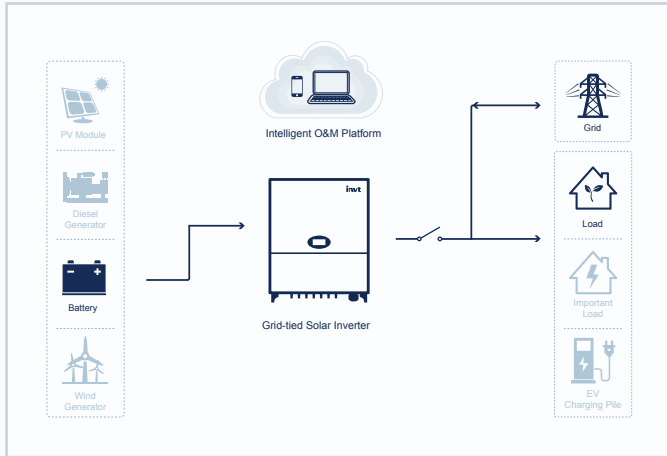 PV Module
Diesel
Generator
Battery
Wind
Generator
Intelligent O&M Platform
invt
Grid-tied Solar Inverter
Grid
Load
Important
Load
EV
Charging Pile